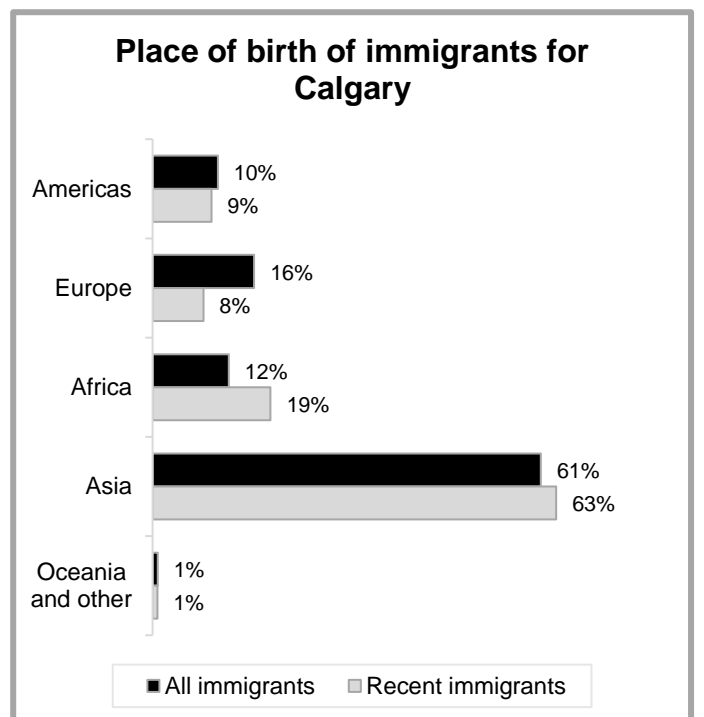 Place of birth of immigrants for
Calgary
Americas
10%
9%
Europe
16%
8%
Africa
12%
19%
Asia
61%
63%
Oceania
and other
1%
1%
All immigrants
Recent immigrants